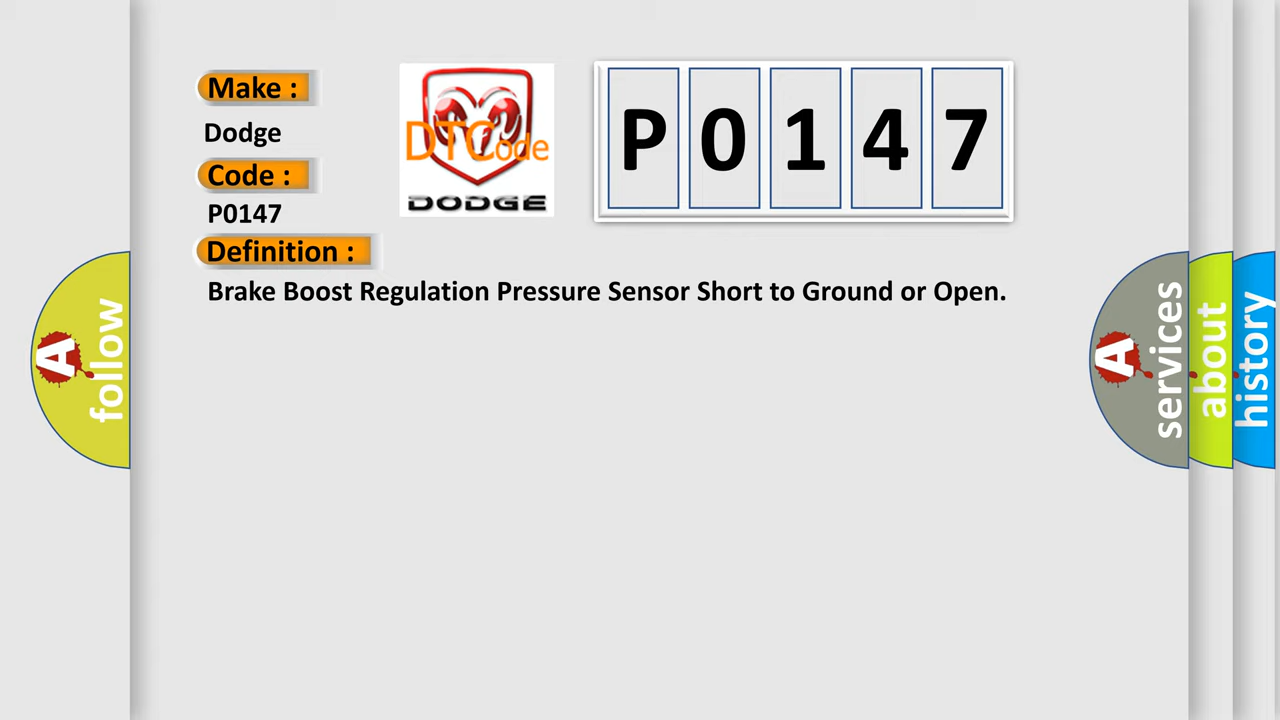 Make :
Dodge
Code :
P0147
Definition :
Brake Boost Regulation Pressure Sensor Short to Ground or Open.
DTCode
DODGE
P 0 1 4 7
A follow
A services
about
history